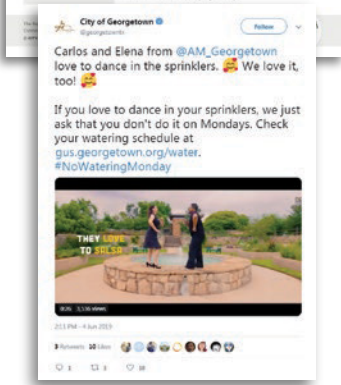 City of Georgetown
@georgetowntx
Follow
Carlos and Elena from @AM_Georgetown
love to dance in the sprinklers. 🥰 We love it,
too! 🥰
If you love to dance in your sprinklers, we just
ask that you don't do it on Mondays. Check
your watering schedule at
gus.georgetown.org/water.
#NoWateringMonday
THEY LOVE
TO SALSA
2:13 PM - 4 Jun 2019
3 Retweets 10 Likes